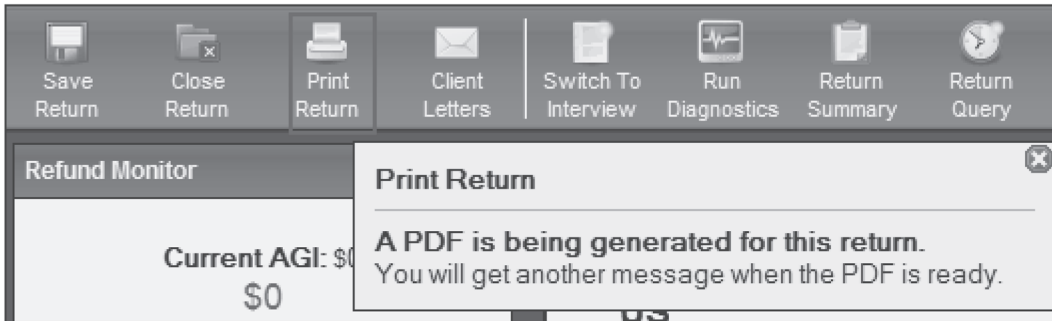 Save Return
Close Return
Print Return
Client Letters
Switch To Interview
Run Diagnostics
Return Summary
Return Query
Refund Monitor
Current AGI: $0
$0
Print Return
A PDF is being generated for this return.
You will get another message when the PDF is ready.
US